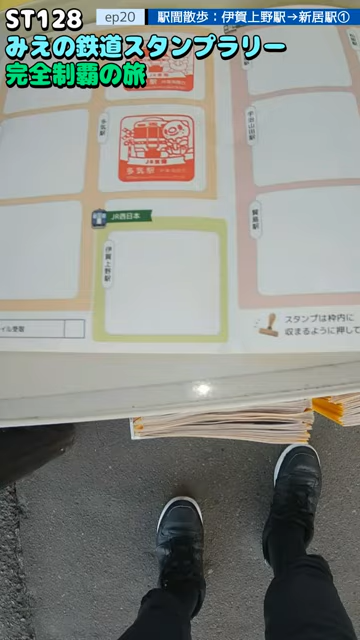 ST128
ep20
駅間散歩：伊賀上野駅→新居駅①
みえの鉄道スタンプラリー
完全制覇の旅
多気駅
JR東海
多気駅
JR西日本
伊賀上野駅
スタンプは枠内に
収まるように押して